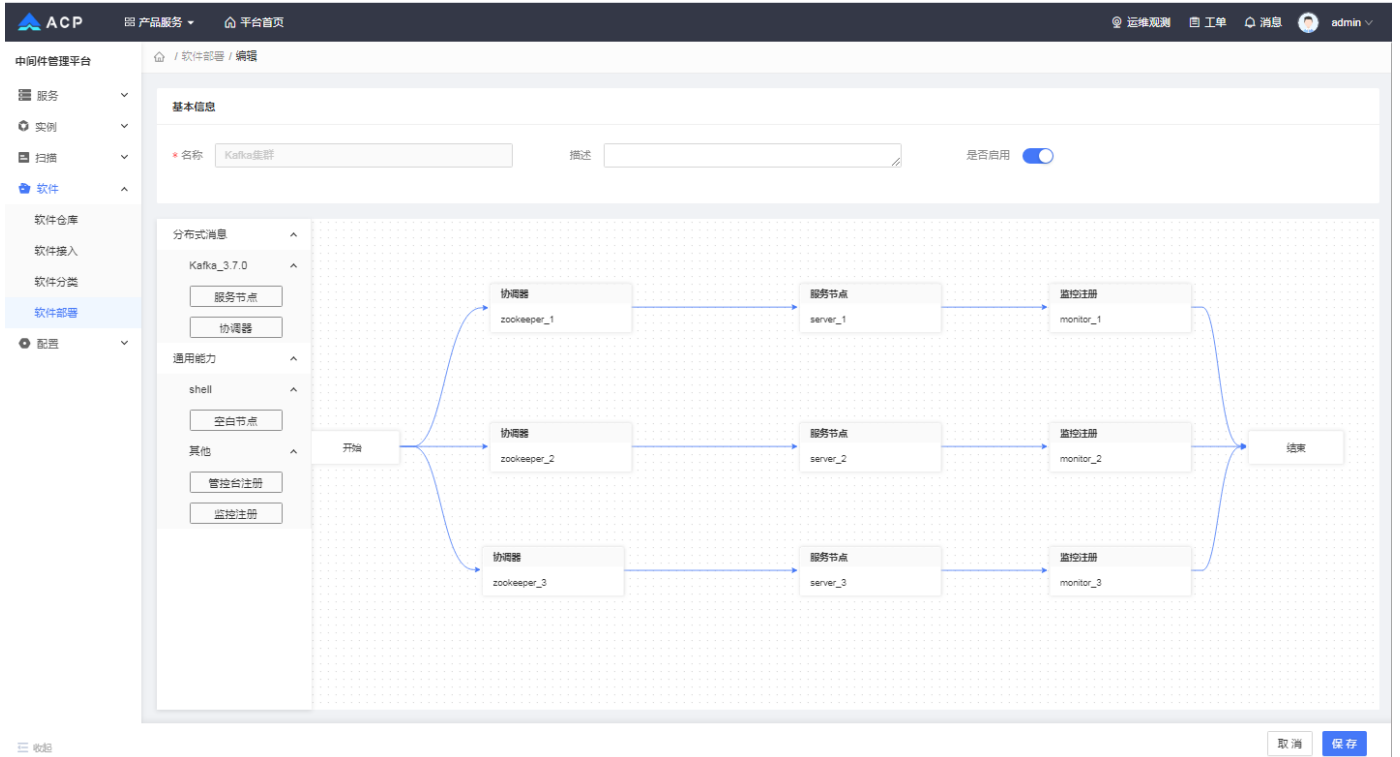 ACP 产品服务 平台首页 运维观测 工单 消息 admin
中间件管理平台
/ 软件部署 / 编辑
服务
实例
扫描
软件
软件仓库
软件接入
软件分类
软件部署
配置
收起
基本信息
* 名称 Kafka集群 描述 是否启用
分布式消息
Kafka_3.7.0
服务节点
协调器
通用能力
shell
空白节点
其他
管控台注册
监控注册
开始
协调器
zookeeper_1
服务节点
server_1
监控注册
monitor_1
协调器
zookeeper_2
服务节点
server_2
监控注册
monitor_2
协调器
zookeeper_3
服务节点
server_3
监控注册
monitor_3
结束
取消 保存